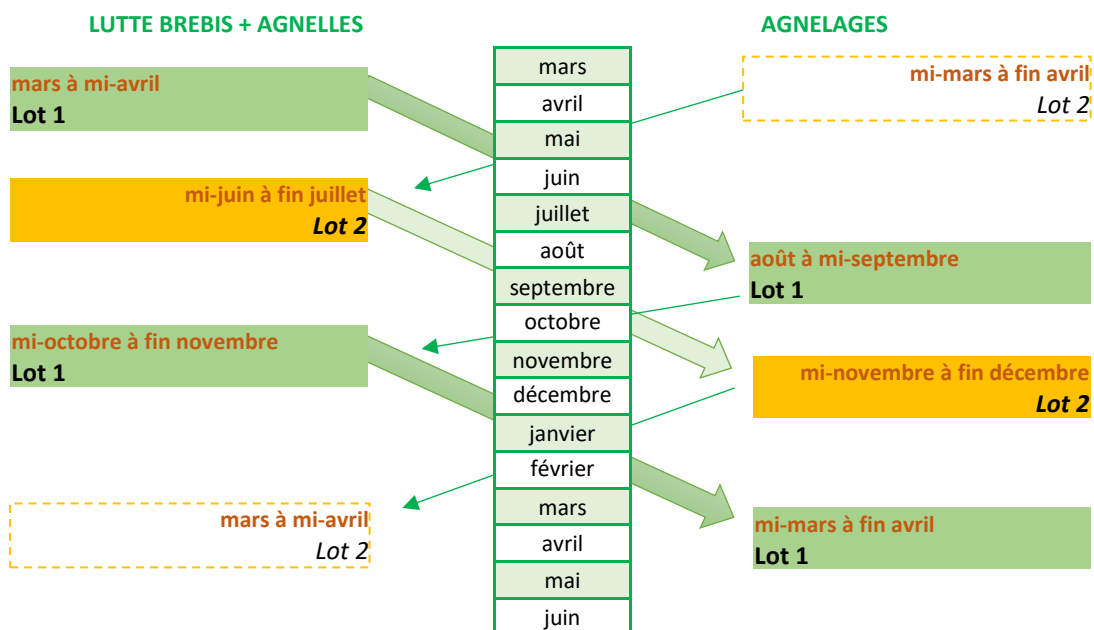 LUTTE BREBIS + AGNELLES
mars à mi-avril
Lot 1
mi-juin à fin juillet
Lot 2
mi-octobre à fin novembre
Lot 1
mars à mi-avril
Lot 2
mars
avril
mai
juin
juillet
août
septembre
octobre
novembre
décembre
janvier
février
mars
avril
mai
juin
AGNELAGES
mi-mars à fin avril
Lot 2
août à mi-septembre
Lot 1
mi-novembre à fin décembre
Lot 2
mi-mars à fin avril
Lot 1